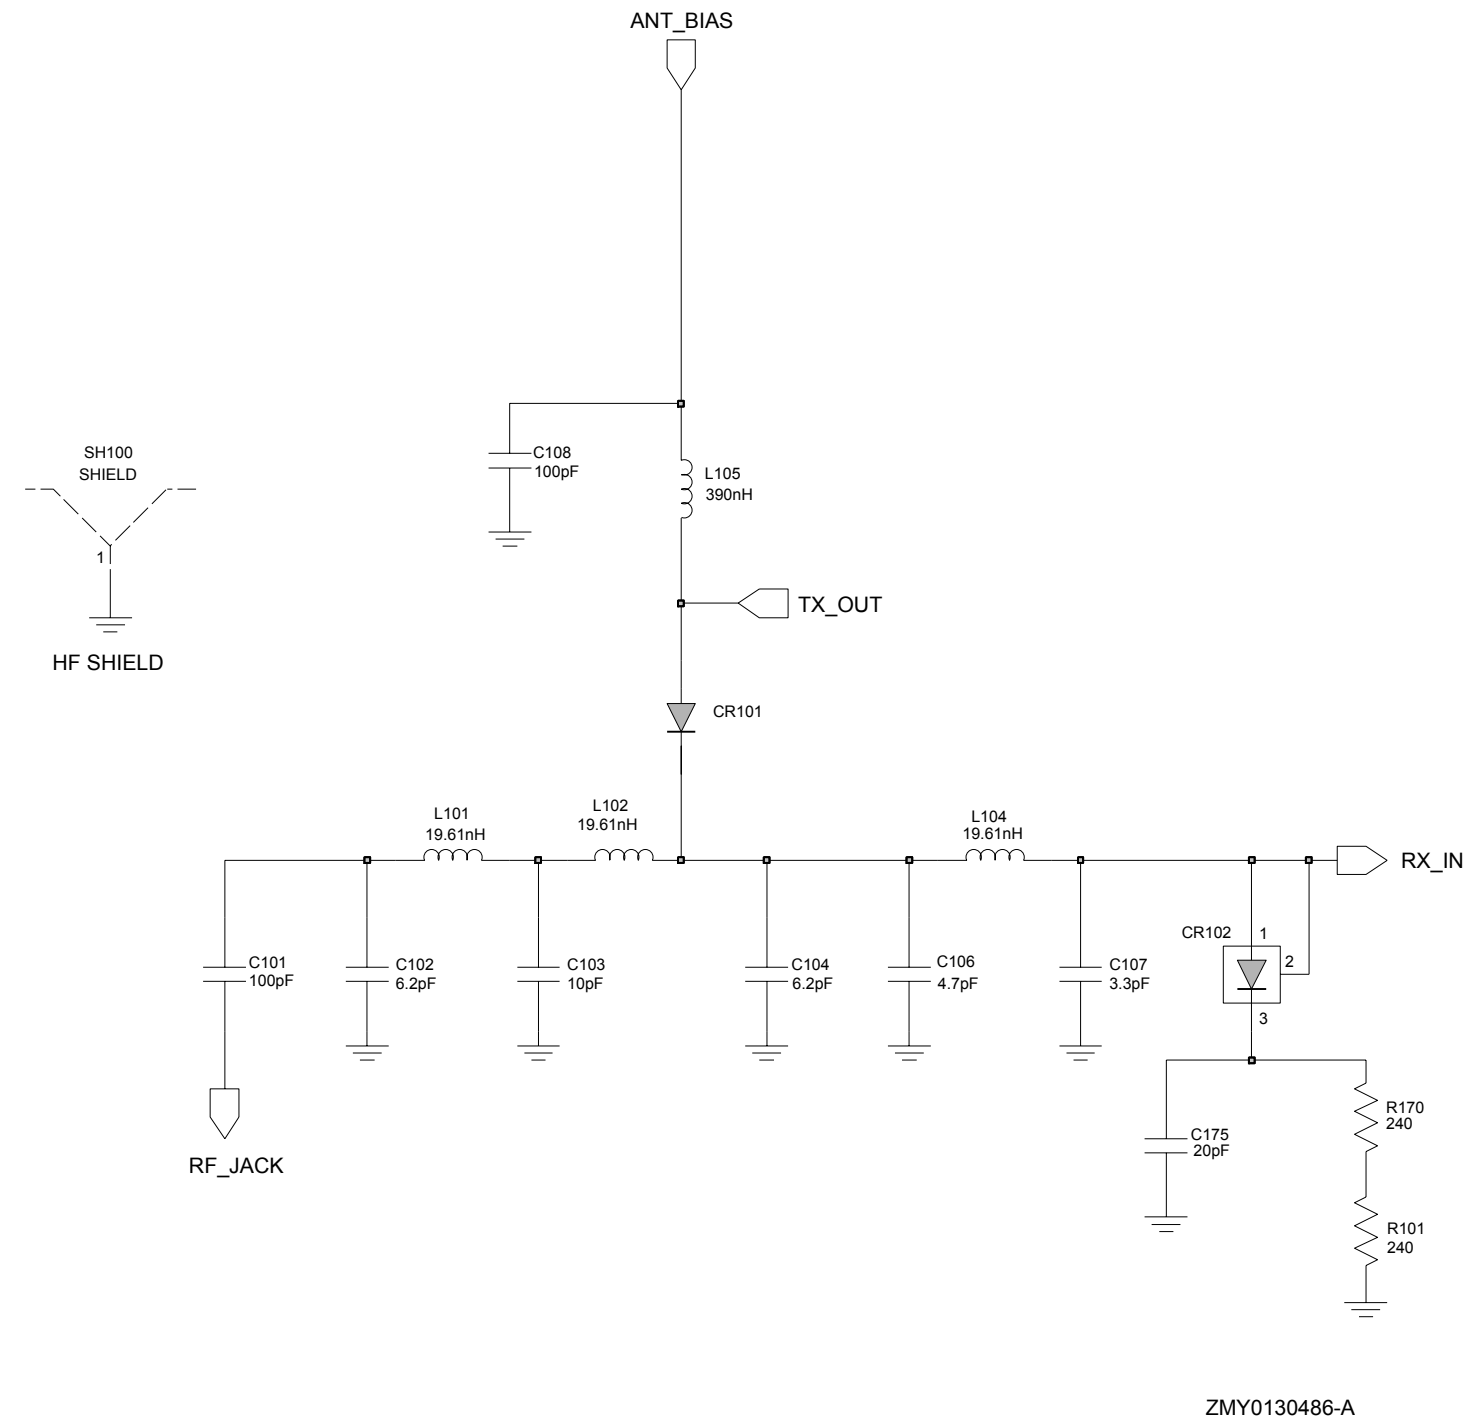 ANT_BIAS
C108
100pF
L105
390nH
SH100
SHIELD
1
HF SHIELD
TX_OUT
CR101
L101
19.61nH
L102
19.61nH
L104
19.61nH
RX_IN
C101
100pF
C102
6.2pF
C103
10pF
C104
6.2pF
C106
4.7pF
C107
3.3pF
CR102
1
2
3
RF_JACK
C175
20pF
R170
240
R101
240
ZMY0130486-A